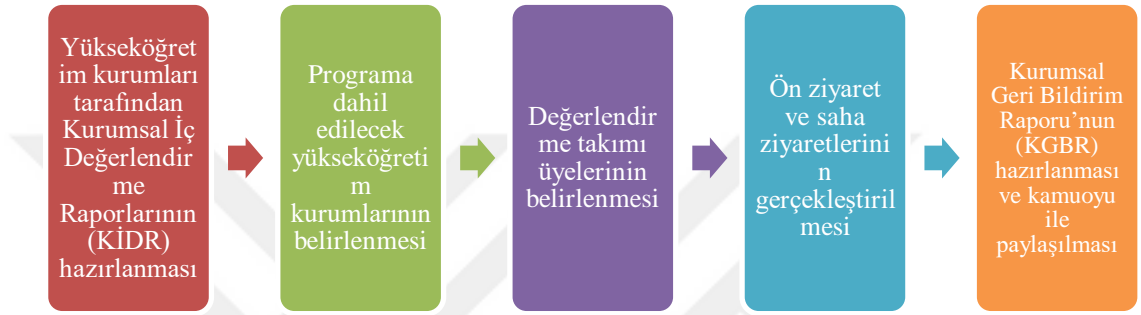 Yükseköğret
im kurumları
tarafından
Kurumsal İç
Değerlendir
me
Raporlarının
(KİDR)
hazırlanması
Programa
dahil
edilecek
yükseköğreti
m
kurumlarının
belirlenmesi
Değerlendir
me takımı
üyelerinin
belirlenmesi
Ön ziyaret
ve saha
ziyaretlerini
n
gerçekleştiril
mesi
Kurumsal
Geri Bildirim
Raporu’nun
(KGBR)
hazırlanması
ve kamuoyu
ile
paylaşılması